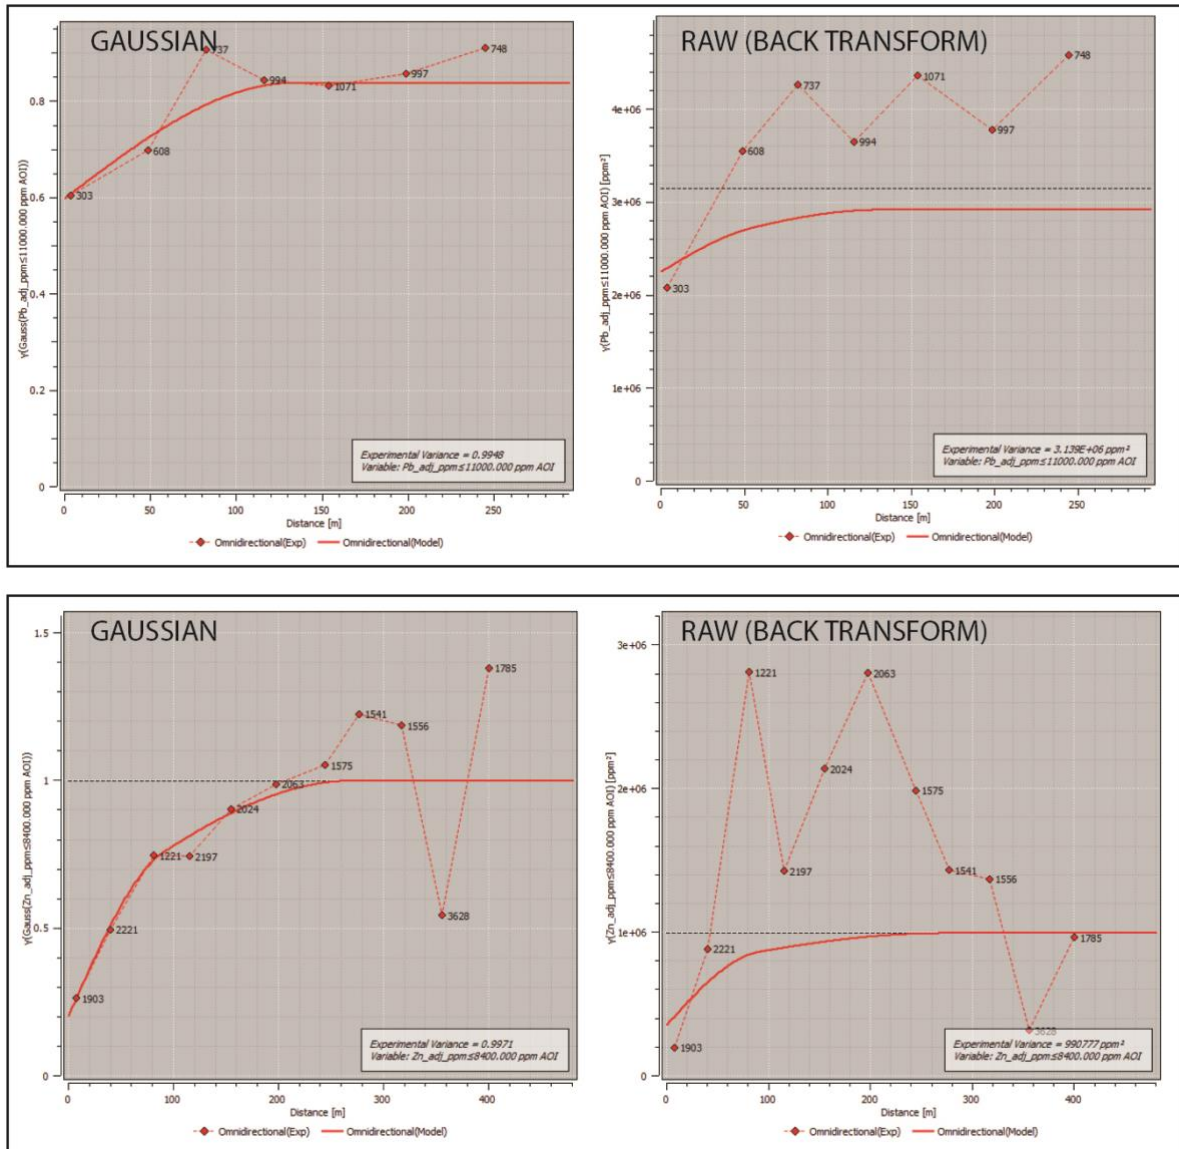 GAUSSIAN
0.8
0.6
0.4
0.2
0
γ(Gauss(Pb_adj_ppm≤11000.000 ppm AOI))
303
608
737
994
1071
997
748
Experimental Variance = 0.9948
Variable: Pb_adj_ppm≤11000.000 ppm AOI
0 50 100 150 200 250
Distance [m]
Omnidirectional(Exp) Omnidirectional(Model)
RAW (BACK TRANSFORM)
4e+06
3e+06
2e+06
1e+06
0
γ(Pb_adj_ppm≤11000.000 ppm AOI) [ppm²]
303
608
737
994
1071
997
748
Experimental Variance = 3.139E+06 ppm²
Variable: Pb_adj_ppm≤11000.000 ppm AOI
0 50 100 150 200 250
Distance [m]
Omnidirectional(Exp) Omnidirectional(Model)
GAUSSIAN
1.5
1
0.5
0
γ(Gauss(Zn_adj_ppm≤8400.000 ppm AOI))
1903
2221
1221
2197
2024
2063
1575
1541
1556
3628
1785
Experimental Variance = 0.9971
Variable: Zn_adj_ppm≤8400.000 ppm AOI
0 100 200 300 400
Distance [m]
Omnidirectional(Exp) Omnidirectional(Model)
RAW (BACK TRANSFORM)
3e+06
2e+06
1e+06
0
γ(Zn_adj_ppm≤8400.000 ppm AOI) [ppm²]
1903
2221
1221
2197
2024
2063
1575
1541
1556
3628
1785
Experimental Variance = 990777 ppm²
Variable: Zn_adj_ppm≤8400.000 ppm AOI
0 100 200 300 400
Distance [m]
Omnidirectional(Exp) Omnidirectional(Model)